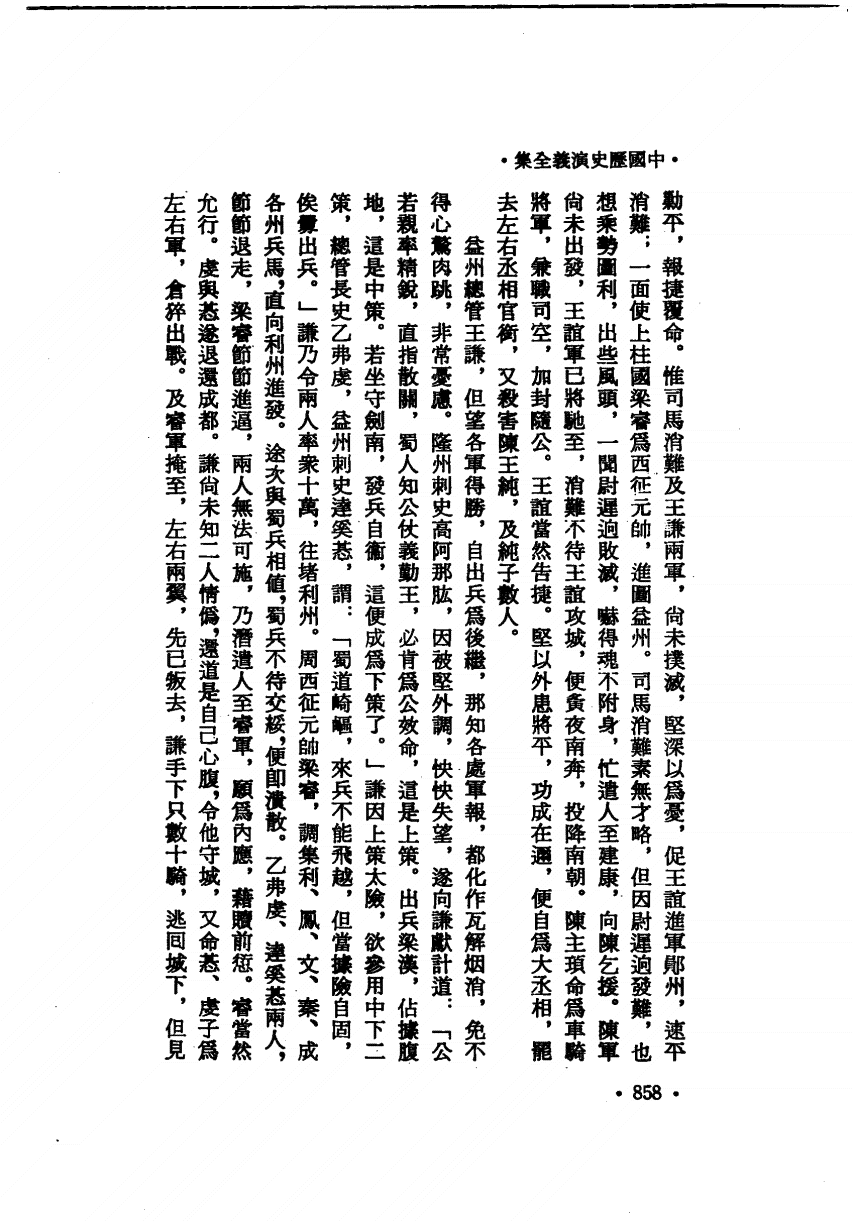 •中國歷史演義全集•
勦平，報捷覆命。惟司馬消難及王謙兩軍，尙未撲滅，堅深以爲憂，促王誼進軍鄖州，速平
消難；一面使上柱國梁睿爲西征元帥，進圖益州。司馬消難素無才略，但因尉遲迥發難，也
想乘勢圖利，出些風頭，一聞尉遲迥敗滅，嚇得魂不附身，忙遣人至建康，向陳乞援。陳軍
尙未出發，王誼軍已將馳至，消難不待王誼攻城，便夤夜南奔，投降南朝。陳主頊命爲車騎
將軍，兼職司空，加封隨公。王誼當然告捷。堅以外患將平，功成在邇，便自爲大丞相，罷
去左右丞相官銜，又殺害陳王純，及純子數人。
益州總管王謙，但望各軍得勝，自出兵爲後繼，那知各處軍報，都化作瓦解烟消，免不
得心驚肉跳，非常憂慮。隆州刺史高阿那肱，因被堅外調，怏怏失望，遂向謙獻計道：「公
若親率精銳，直指散關，蜀人知公仗義勤王，必肯爲公效命，這是上策。出兵梁漢，佔據腹
地，這是中策。若坐守劍南，發兵自衞，這便成爲下策了。」謙因上策太險，欲參用中下二
策，總管長史乙弗虔，益州刺史達奚惎，謂：「蜀道崎嶇，來兵不能飛越，但當據險自固，
俟釁出兵。」謙乃令兩人率衆十萬，往堵利州。周西征元帥梁睿，調集利、鳳、文、秦、成
各州兵馬，直向利州進發。途次與蜀兵相値，蜀兵不待交綏，便卽潰散。乙弗虔、達奚惎兩人，
節節退走，梁睿節節進逼，兩人無法可施，乃潛遣人至睿軍，願爲內應，藉贖前愆。睿當然
允行。虔與惎遂退還成都。謙尙未知二人情僞，還道是自己心腹，令他守城，又命惎、虔子爲
左右軍，倉猝出戰。及睿軍掩至，左右兩翼，先已叛去，謙手下只數十騎，逃回城下，但見
•858•